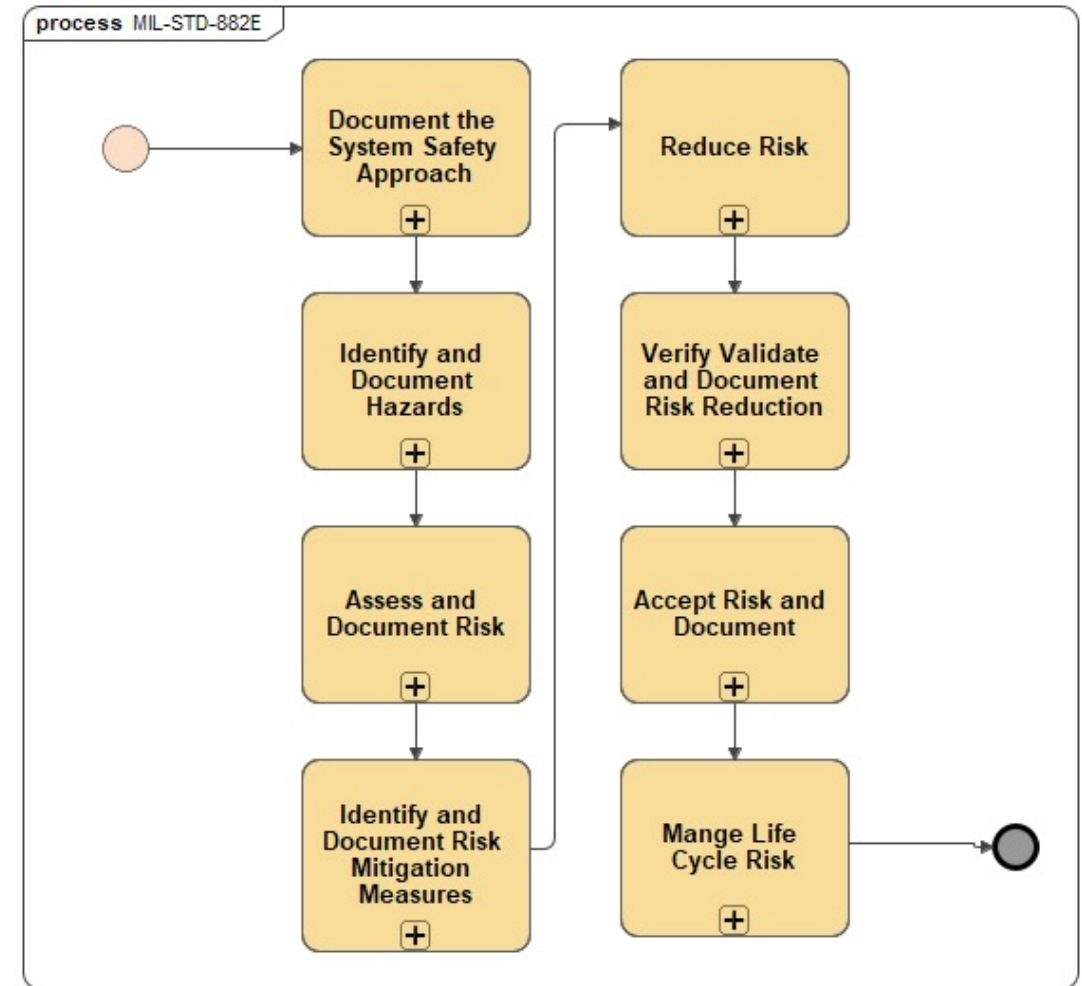 process MIL-STD-882E
Document the
System Safety
Approach
Identify and
Document
Hazards
Assess and
Document Risk
Identify and
Document Risk
Mitigation
Measures
Reduce Risk
Verify Validate
and Document
Risk Reduction
Accept Risk and
Document
Mange Life
Cycle Risk